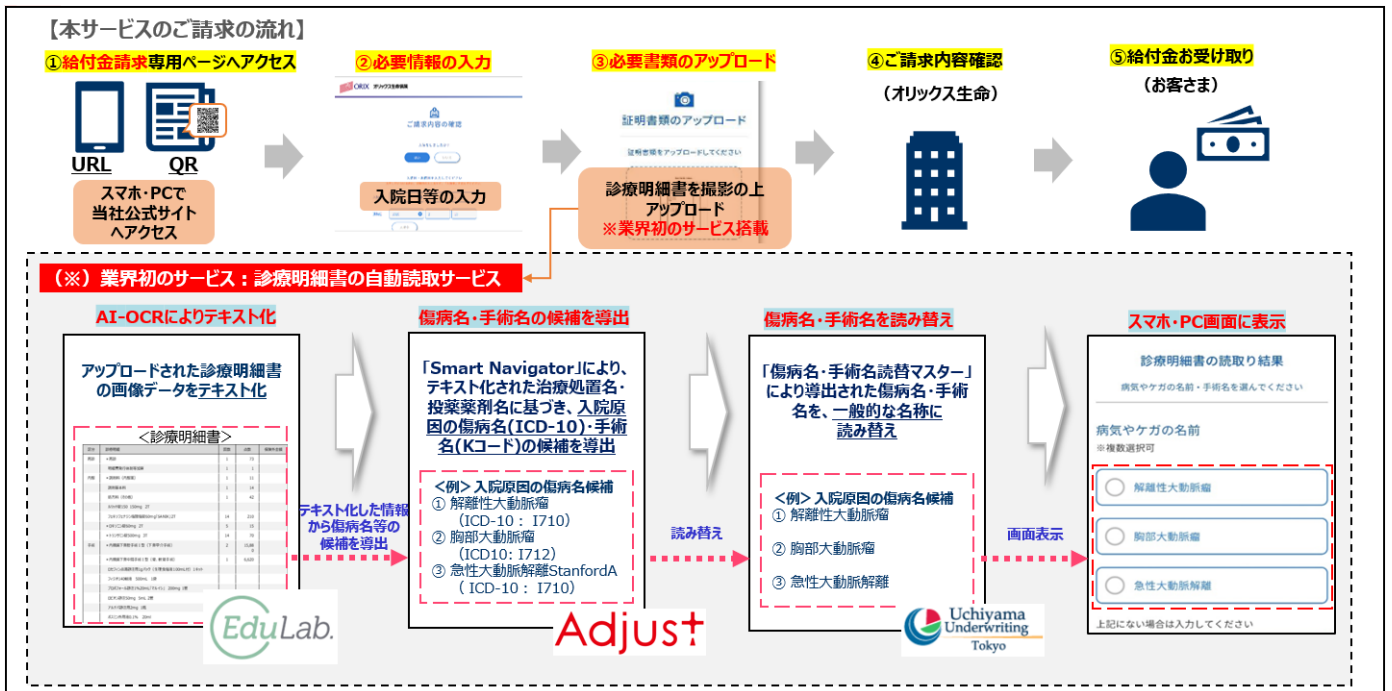 【本サービスのご請求の流れ】
①給付金請求専用ページへアクセス
URL
QR
スマホ・PCで
当社公式サイト
へアクセス
②必要情報の入力
ORIX オリックス生命保険
ご請求内容の確認
入院日等の入力
③必要書類のアップロード
証明書類のアップロード
証明書類をアップロードしてください
診療明細書を撮影の上
アップロード
※業界初のサービス搭載
④ご請求内容確認
（オリックス生命）
⑤給付金お受け取り
（お客さま）
（※）業界初のサービス：診療明細書の自動読取サービス
AI-OCRによりテキスト化
アップロードされた診療明細書
の画像データをテキスト化
＜診療明細書＞
EduLab.
テキスト化した情報
から傷病名等の
候補を導出
傷病名・手術名の候補を導出
「Smart Navigator」により、
テキスト化された治療処置名・
投薬薬剤名に基づき、入院原
因の傷病名(ICD-10)・手術
名(Kコード)の候補を導出
＜例＞入院原因の傷病名候補
① 解離性大動脈瘤
（ICD-10： I710）
② 胸部大動脈瘤
（ICD10: I712）
③ 急性大動脈解離StanfordA
（ ICD-10： I710）
Adjust
読み替え
傷病名・手術名を読み替え
「傷病名・手術名読替マスター」
により導出された傷病名・手術
名を、一般的な名称に
読み替え
＜例＞入院原因の傷病名候補
① 解離性大動脈瘤
② 胸部大動脈瘤
③ 急性大動脈解離
Uchiyama
Underwriting
Tokyo
画面表示
スマホ・PC画面に表示
診療明細書の読取り結果
病気やケガの名前・手術名を選んでください
病気やケガの名前
※複数選択可
解離性大動脈瘤
胸部大動脈瘤
急性大動脈解離
上記にない場合は入力してください